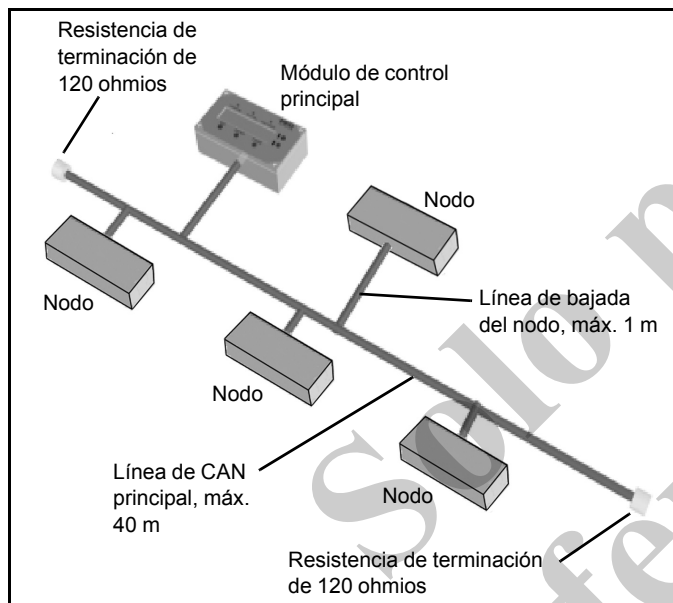 Resistencia de
terminación de
120 ohmios
Módulo de control
principal
Nodo
Nodo
Línea de bajada
del nodo, máx. 1 m
Nodo
Línea de CAN
principal, máx.
40 m
Nodo
Resistencia de terminación
de 120 ohmios
Solo